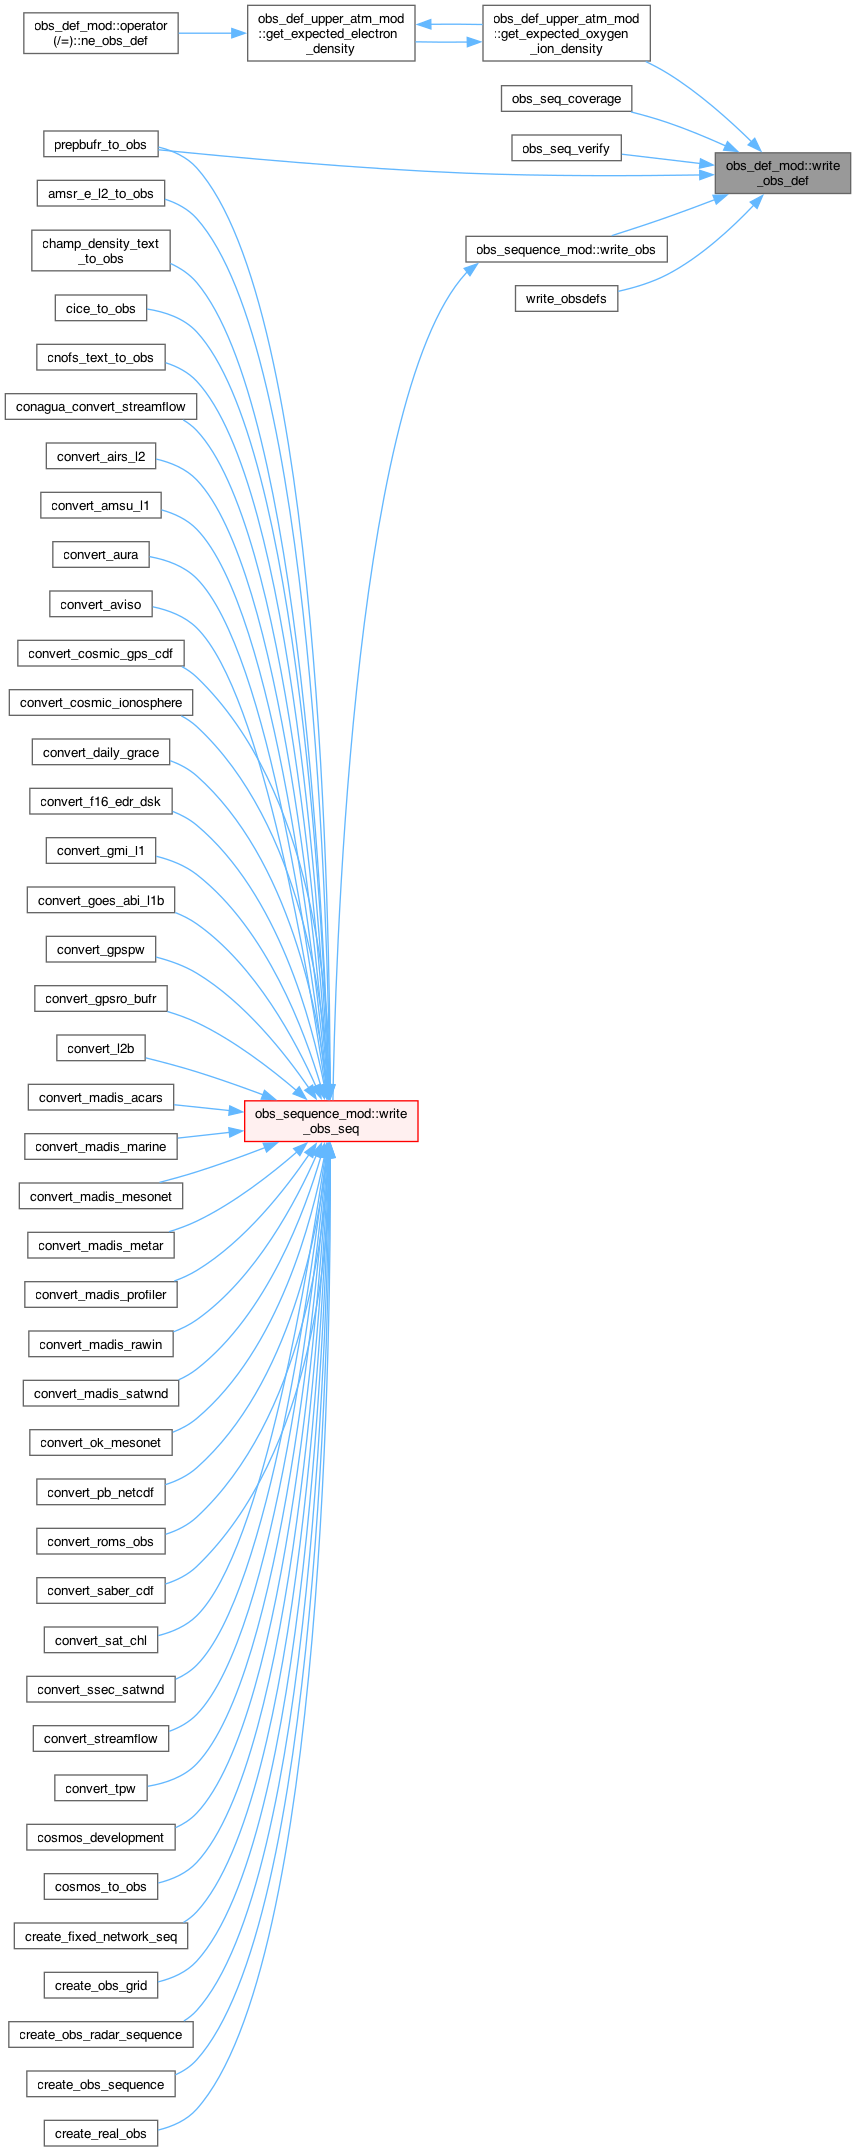 obs_def_mod::operator
(/=)::ne_obs_def
obs_def_upper_atm_mod
::get_expected_electron
_density
obs_def_upper_atm_mod
::get_expected_oxygen
_ion_density
obs_seq_coverage
obs_seq_verify
obs_def_mod::write
_obs_def
obs_sequence_mod::write_obs
write_obsdefs
prepbufr_to_obs
amsr_e_l2_to_obs
champ_density_text
_to_obs
cice_to_obs
cnofs_text_to_obs
conagua_convert_streamflow
convert_airs_l2
convert_amsu_l1
convert_aura
convert_aviso
convert_cosmic_gps_cdf
convert_cosmic_ionosphere
convert_daily_grace
convert_f16_edr_dsk
convert_gmi_l1
convert_goes_abi_l1b
convert_gpspw
convert_gpsro_bufr
convert_l2b
convert_madis_acars
obs_sequence_mod::write
_obs_seq
convert_madis_marine
convert_madis_mesonet
convert_madis_metar
convert_madis_profiler
convert_madis_rawin
convert_madis_satwnd
convert_ok_mesonet
convert_pb_netcdf
convert_roms_obs
convert_saber_cdf
convert_sat_chl
convert_ssec_satwnd
convert_streamflow
convert_tpw
cosmos_development
cosmos_to_obs
create_fixed_network_seq
create_obs_grid
create_obs_radar_sequence
create_obs_sequence
create_real_obs